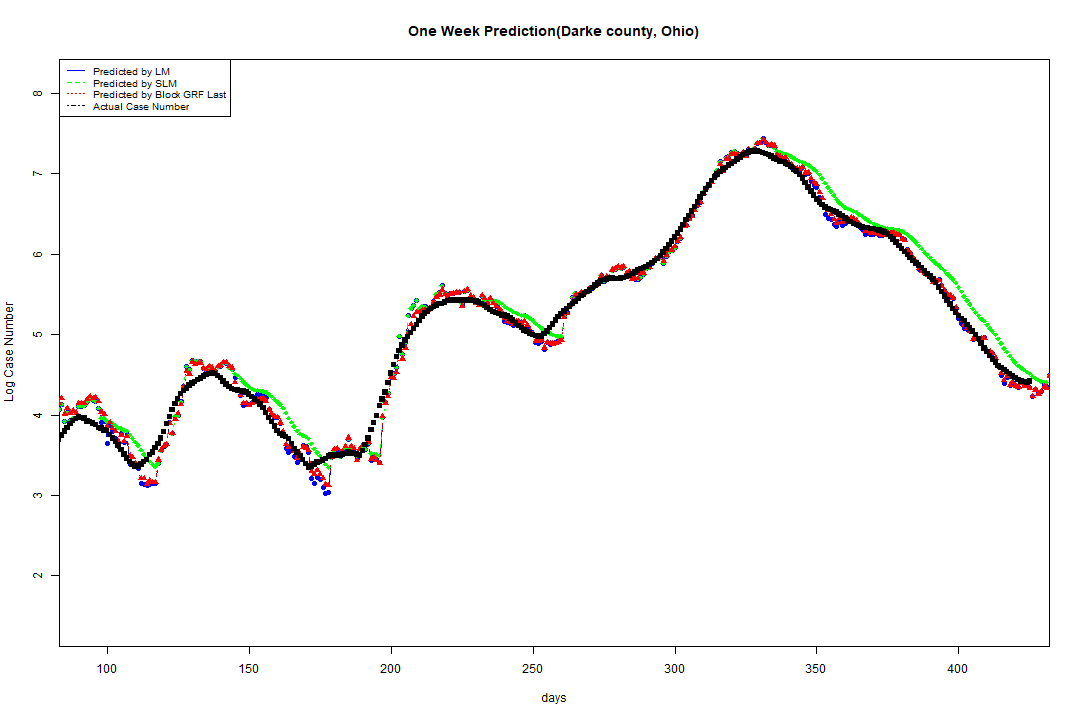 One Week Prediction(Darke county, Ohio)
Predicted by LM
Predicted by SLM
Predicted by Block GRF Last
Actual Case Number
8
7
6
5
4
3
2
Log Case Number
100 150 200 250 300 350 400
days